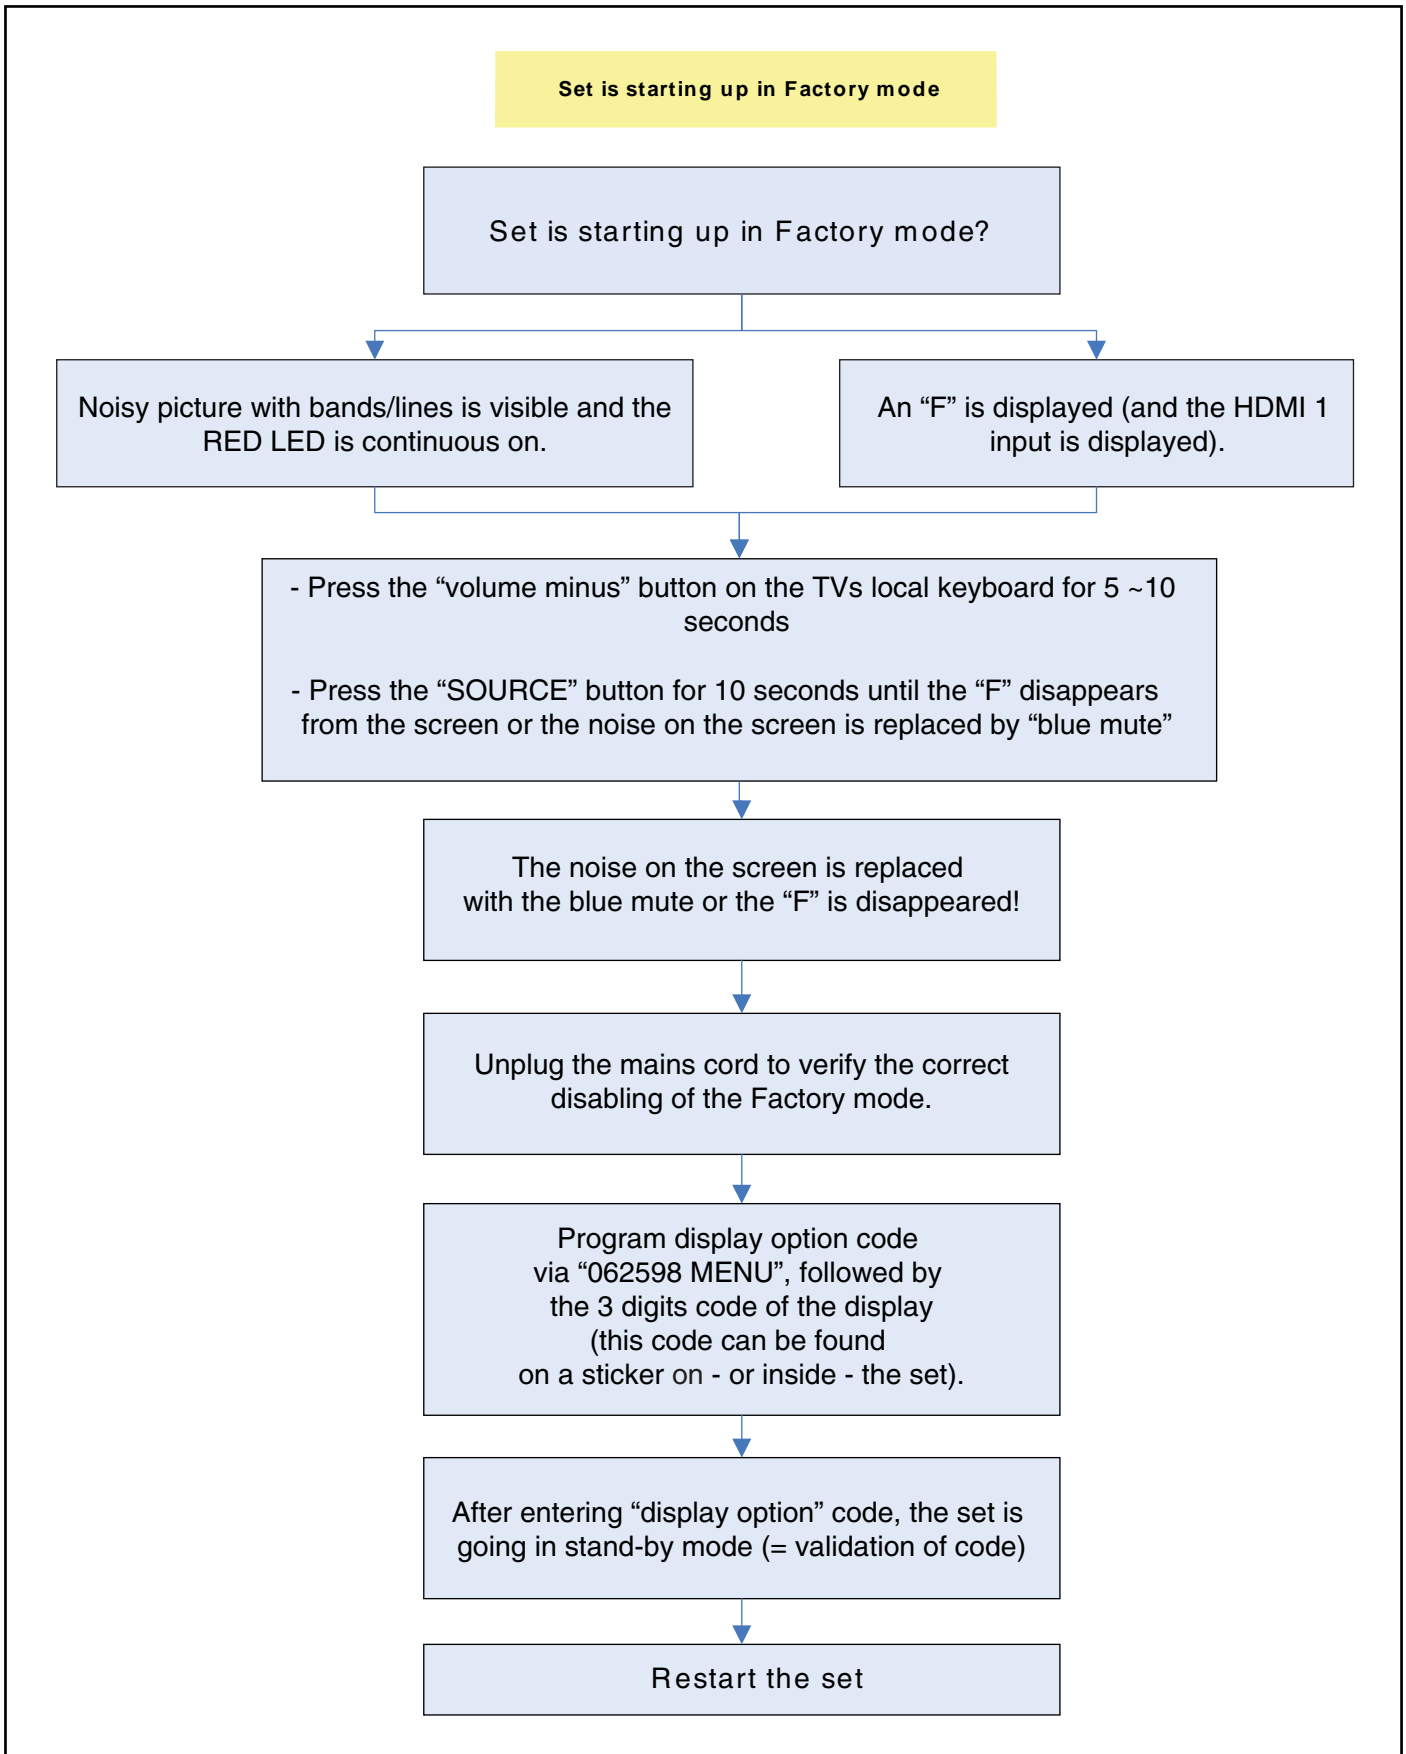 Set is starting up in Factory mode
Set is starting up in Factory mode?
Noisy picture with bands/lines is visible and the
RED LED is continuous on.
An “F” is displayed (and the HDMI 1
input is displayed).
- Press the “volume minus” button on the TVs local keyboard for 5 ~10
seconds
- Press the “SOURCE” button for 10 seconds until the “F” disappears
from the screen or the noise on the screen is replaced by “blue mute”
The noise on the screen is replaced
with the blue mute or the “F” is disappeared!
Unplug the mains cord to verify the correct
disabling of the Factory mode.
Program display option code
via “062598 MENU”, followed by
the 3 digits code of the display
(this code can be found
on a sticker on - or inside - the set).
After entering “display option” code, the set is
going in stand-by mode (= validation of code)
Restart the set